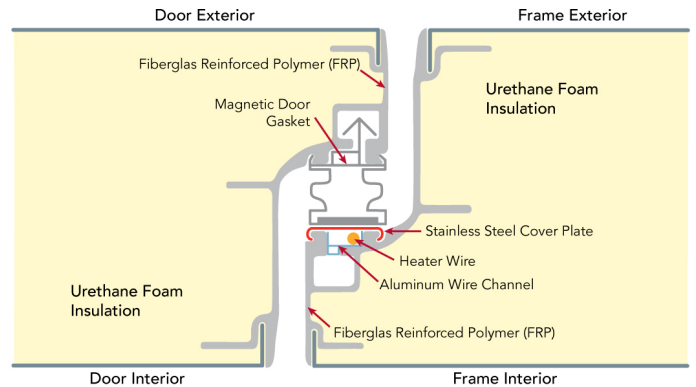 Door Exterior
Frame Exterior
Fiberglas Reinforced Polymer (FRP)
Urethane Foam
Insulation
Magnetic Door
Gasket
Stainless Steel Cover Plate
Heater Wire
Aluminum Wire Channel
Urethane Foam
Insulation
Fiberglas Reinforced Polymer (FRP)
Door Interior
Frame Interior